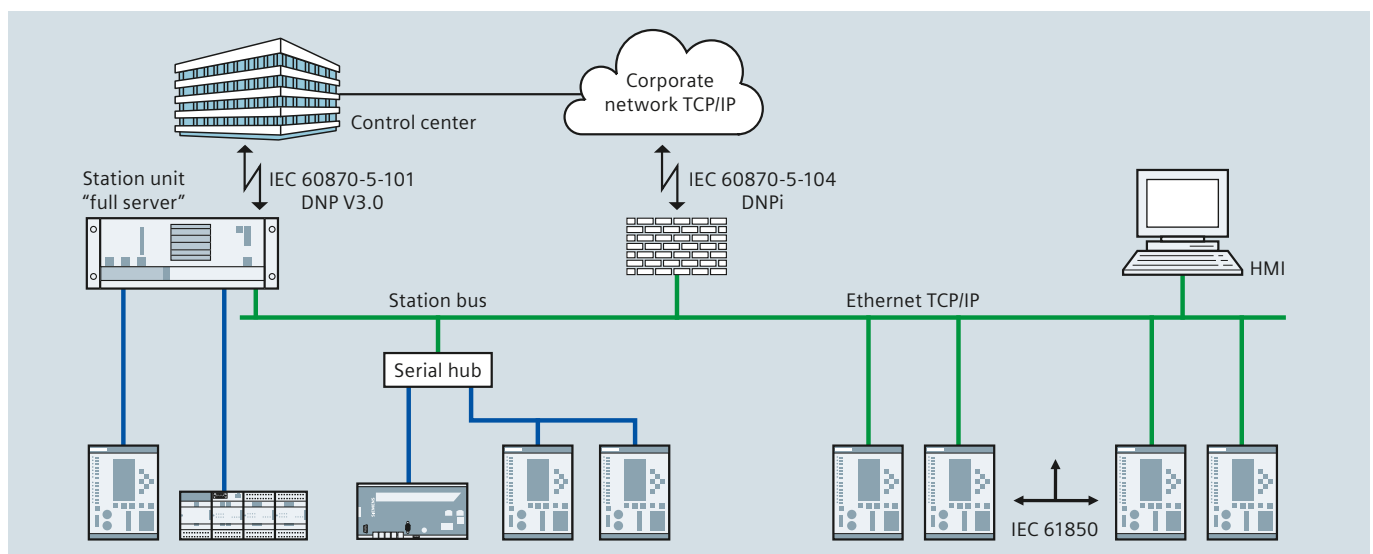 Corporate
network TCP/IP
Control center
Station unit
"full server"
IEC 60870-5-101
DNP V3.0
IEC 60870-5-104
DNPi
HMI
Station bus
Ethernet TCP/IP
Serial hub
SIEMENS
IEC 61850